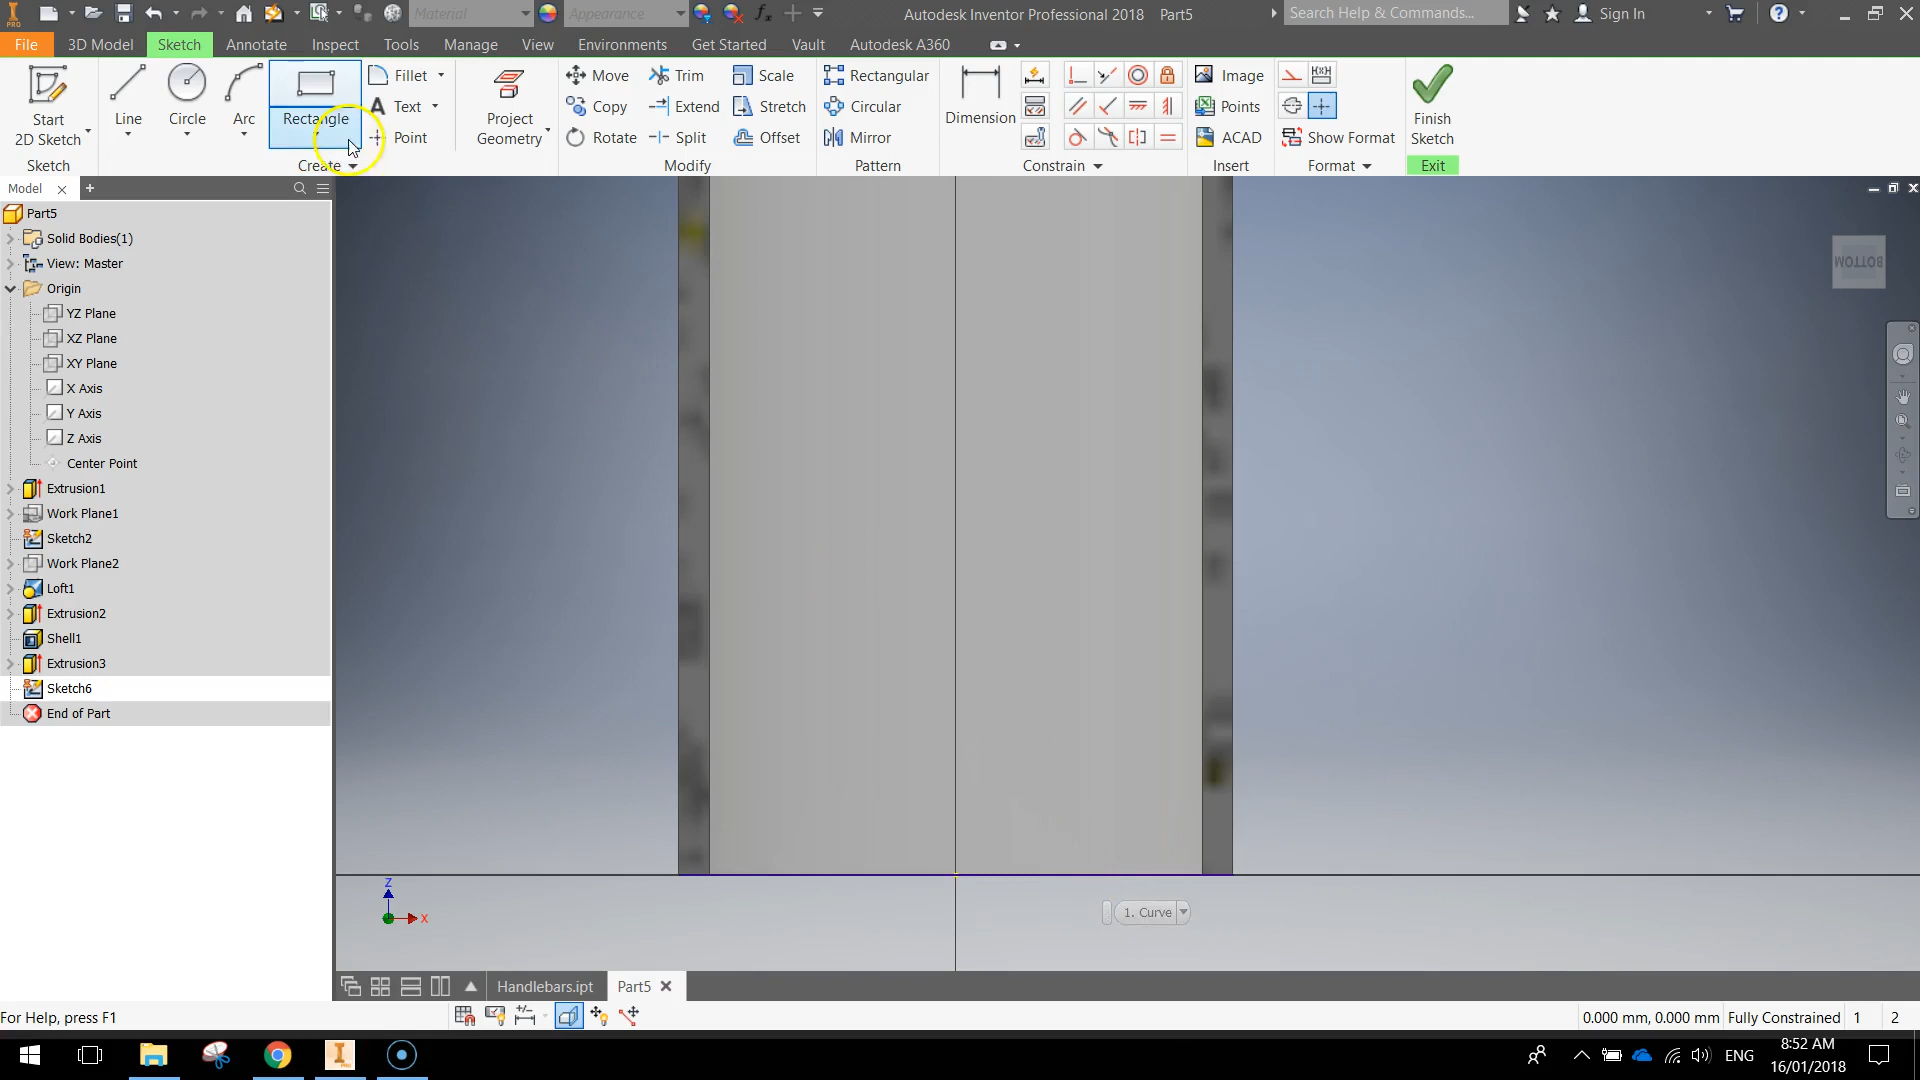 PRO
Material
Appearance
fx
Autodesk Inventor Professional 2018 Part5
Search Help & Commands...
Sign In
File
3D Model
Sketch
Annotate
Inspect
Tools
Manage
View
Environments
Get Started
Vault
Autodesk A360
Start
2D Sketch
Sketch
Line
Circle
Arc
Rectangle
Fillet
Text
Point
Create
Project
Geometry
Move
Copy
Rotate
Trim
Extend
Split
Scale
Stretch
Offset
Modify
Rectangular
Circular
Mirror
Pattern
Dimension
Constrain
Image
Points
ACAD
Insert
Show Format
Format
Finish
Sketch
Exit
Model
Part5
Solid Bodies(1)
View: Master
Origin
YZ Plane
XZ Plane
XY Plane
X Axis
Y Axis
Z Axis
Center Point
Extrusion1
Work Plane1
Sketch2
Work Plane2
Loft1
Extrusion2
Shell1
Extrusion3
Sketch6
End of Part
BOTTOM
Z
X
1. Curve
Handlebars.ipt
Part5
For Help, press F1
0.000 mm, 0.000 mm
Fully Constrained
1
2
ENG
8:52 AM
16/01/2018